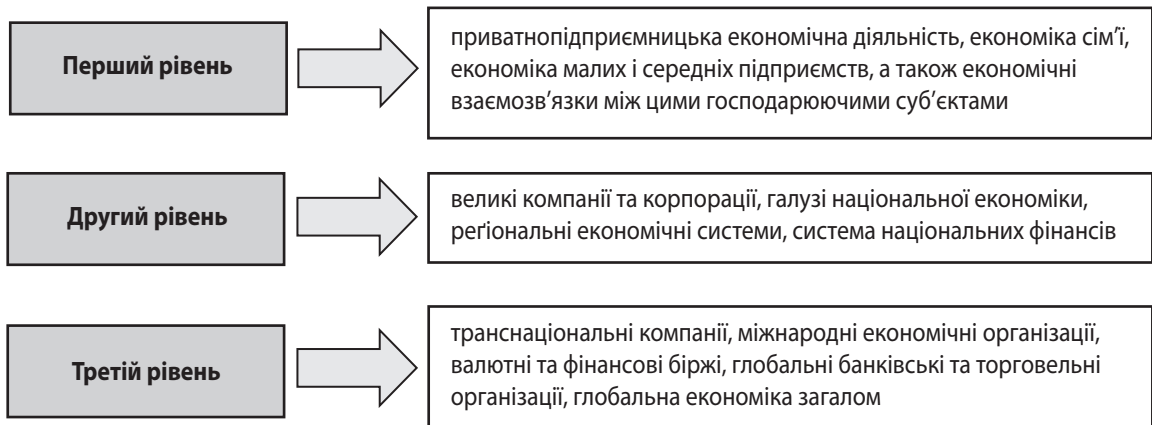 Перший рівень
приватнопідприємницька економічна діяльність, економіка сім’ї,
економіка малих і середніх підприємств, а також економічні
взаємозв’язки між цими господарюючими суб’єктами
Другий рівень
великі компанії та корпорації, галузі національної економіки,
реґіональні економічні системи, система національних фінансів
Третій рівень
транснаціональні компанії, міжнародні економічні організації,
валютні та фінансові біржі, глобальні банківські та торговельні
організації, глобальна економіка загалом